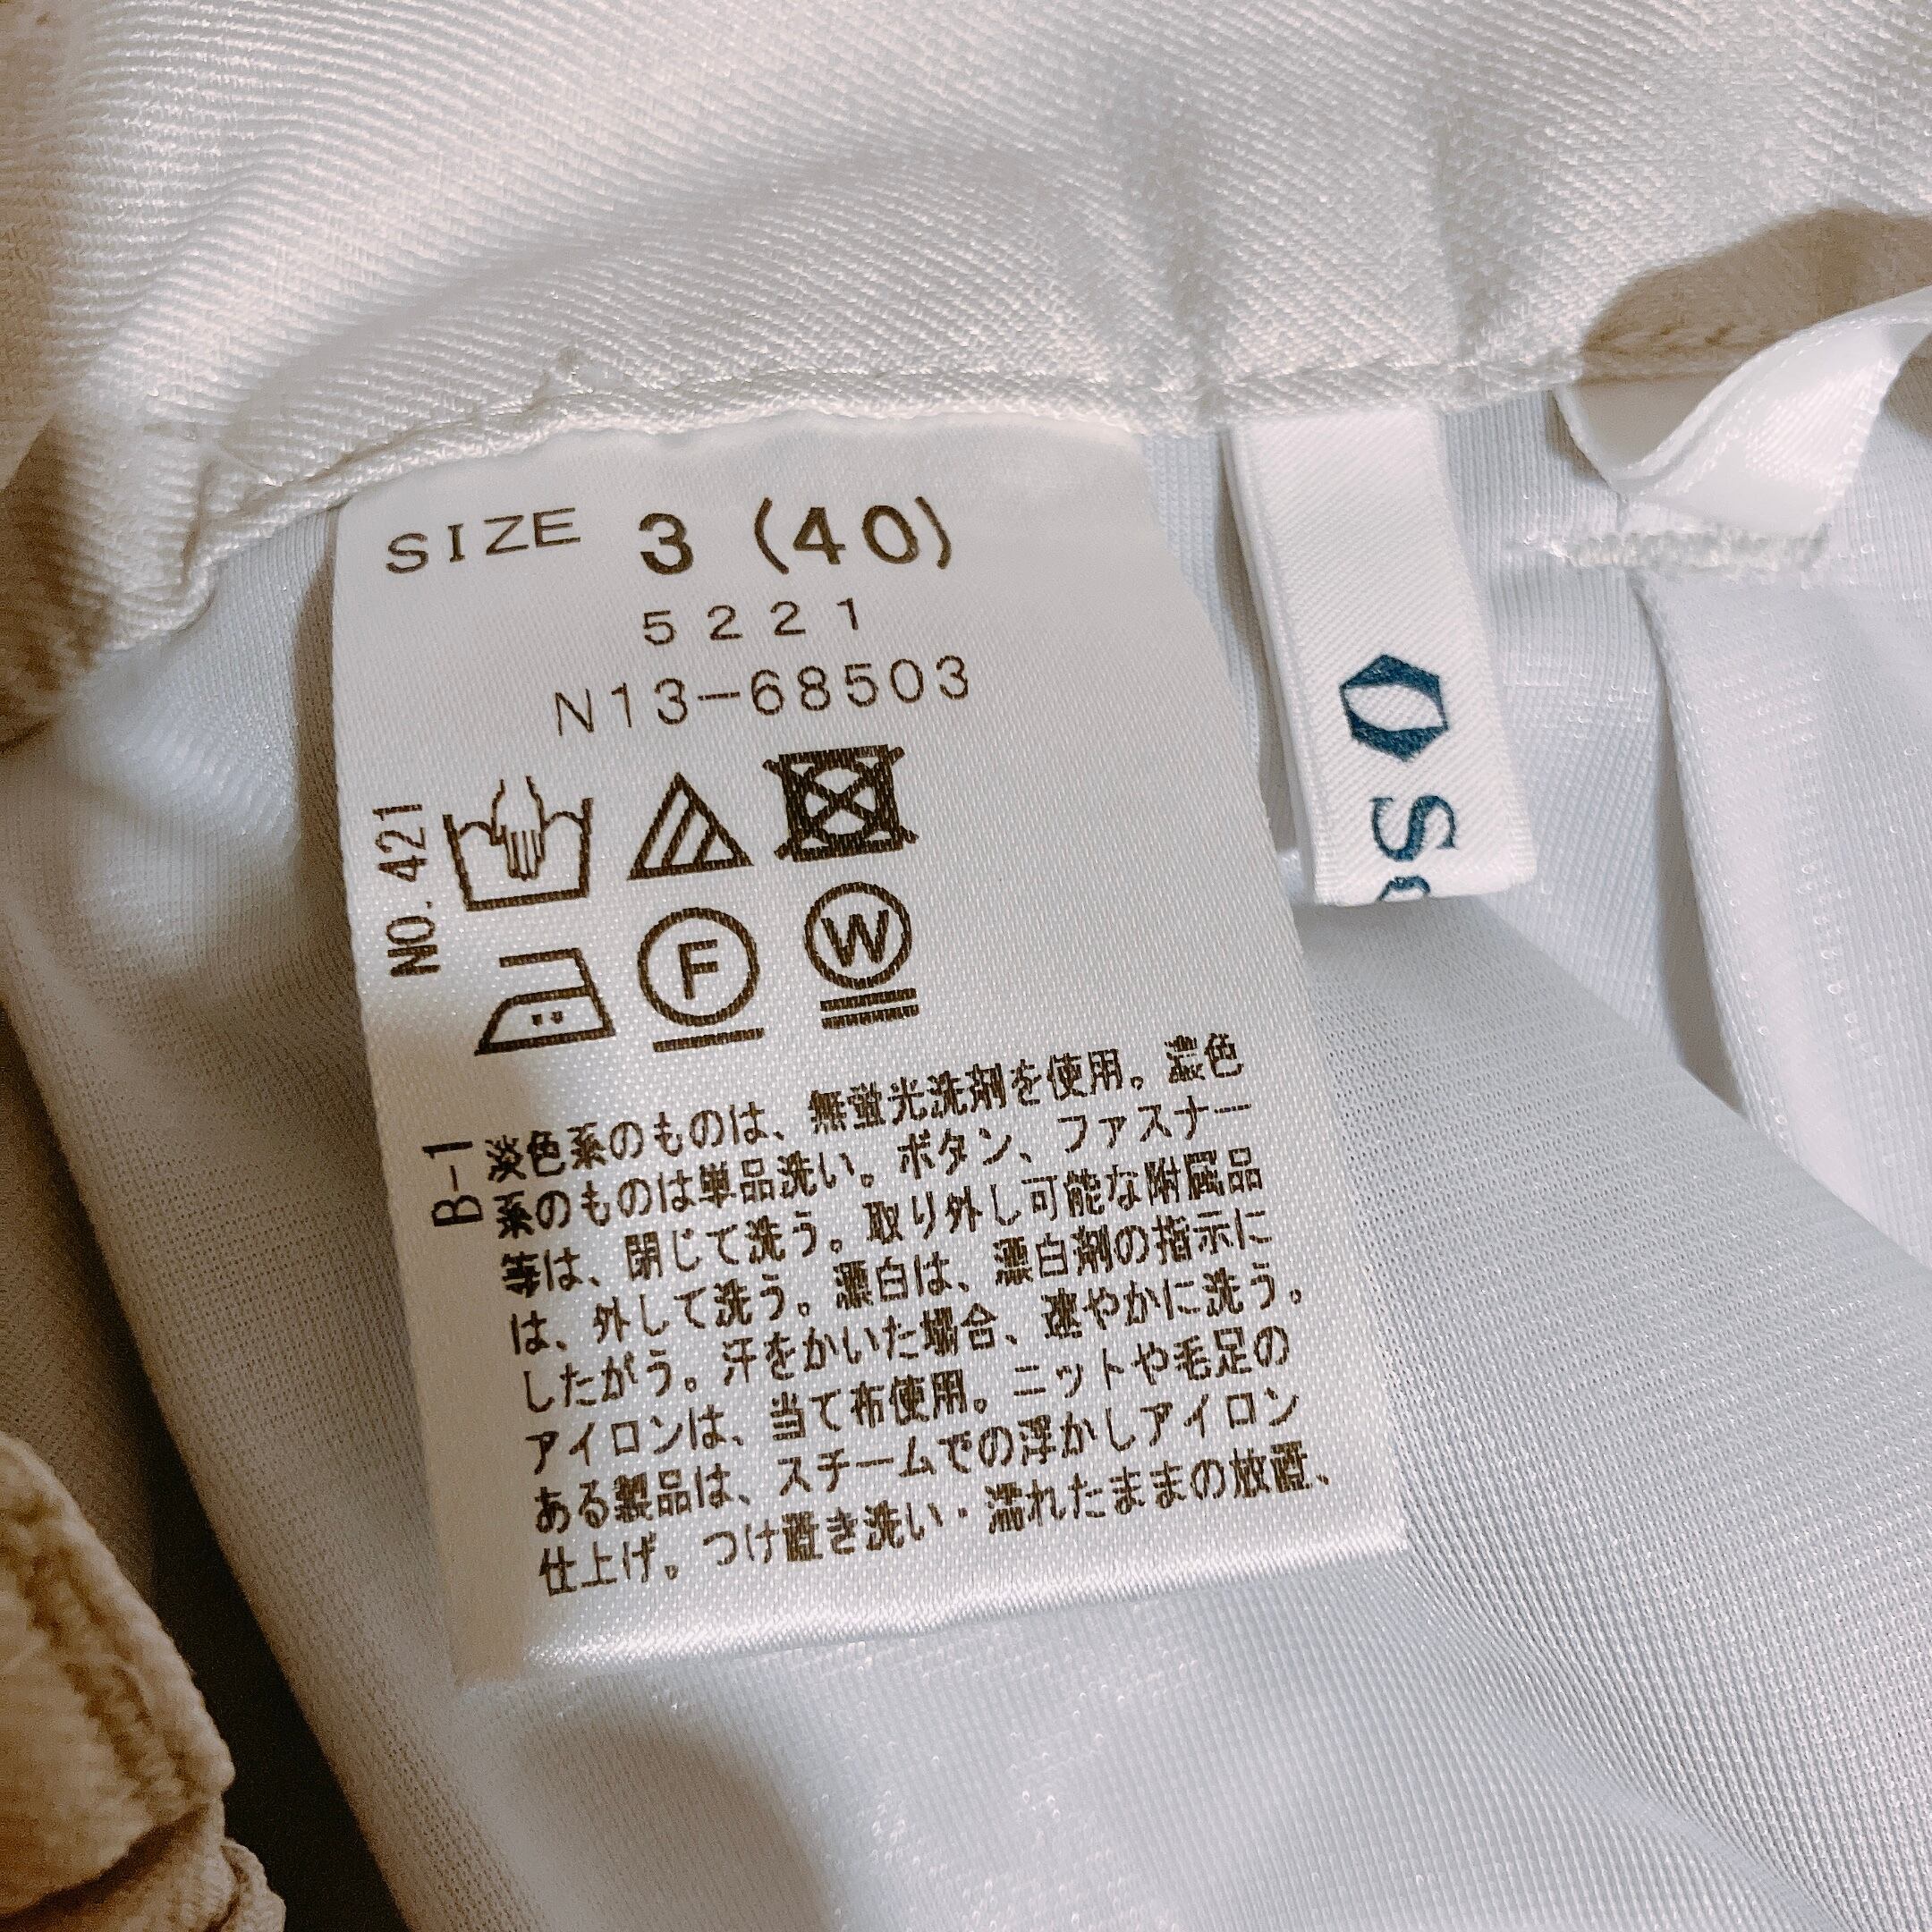 SIZE 3 (40)
5221
N13-68503
NO.421
F
W
B-1
淡色系のものは、無蛍光洗剤を使用。濃色
系のものは単品洗い。ボタン、ファスナー
等は、閉じて洗う。取り外し可能な附属品
は、外して洗う。漂白は、漂白剤の指示に
したがう。汗をかいた場合、速やかに洗う。
アイロンは、当て布使用。ニットや毛足の
ある製品は、スチームでの浮かしアイロン
仕上げ。つけ置き洗い・濡れたままの放置、